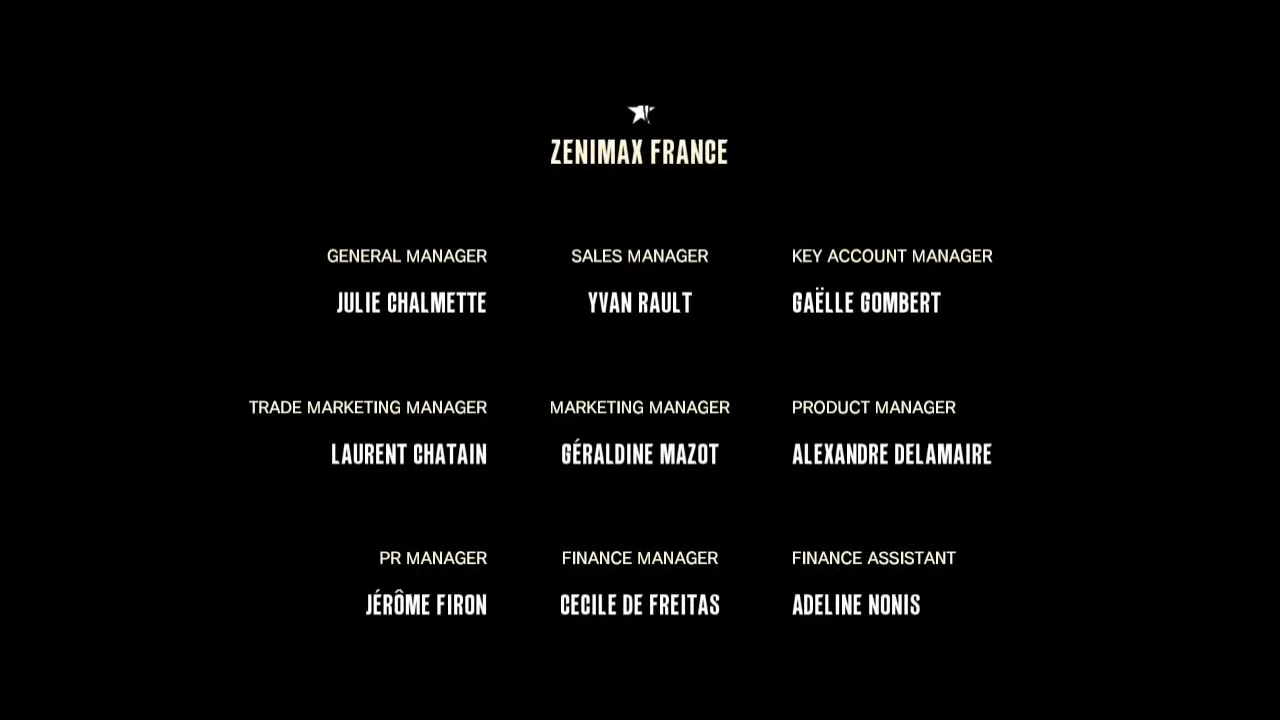 ZENIMAX FRANCE
GENERAL MANAGER
JULIE CHALMETTE
SALES MANAGER
YVAN RAULT
KEY ACCOUNT MANAGER
GAËLLE GOMBERT
TRADE MARKETING MANAGER
LAURENT CHATAIN
MARKETING MANAGER
GÉRALDINE MAZOT
PRODUCT MANAGER
ALEXANDRE DELAMAIRE
PR MANAGER
JÉRÔME FIRON
FINANCE MANAGER
CECILE DE FREITAS
FINANCE ASSISTANT
ADELINE NONIS